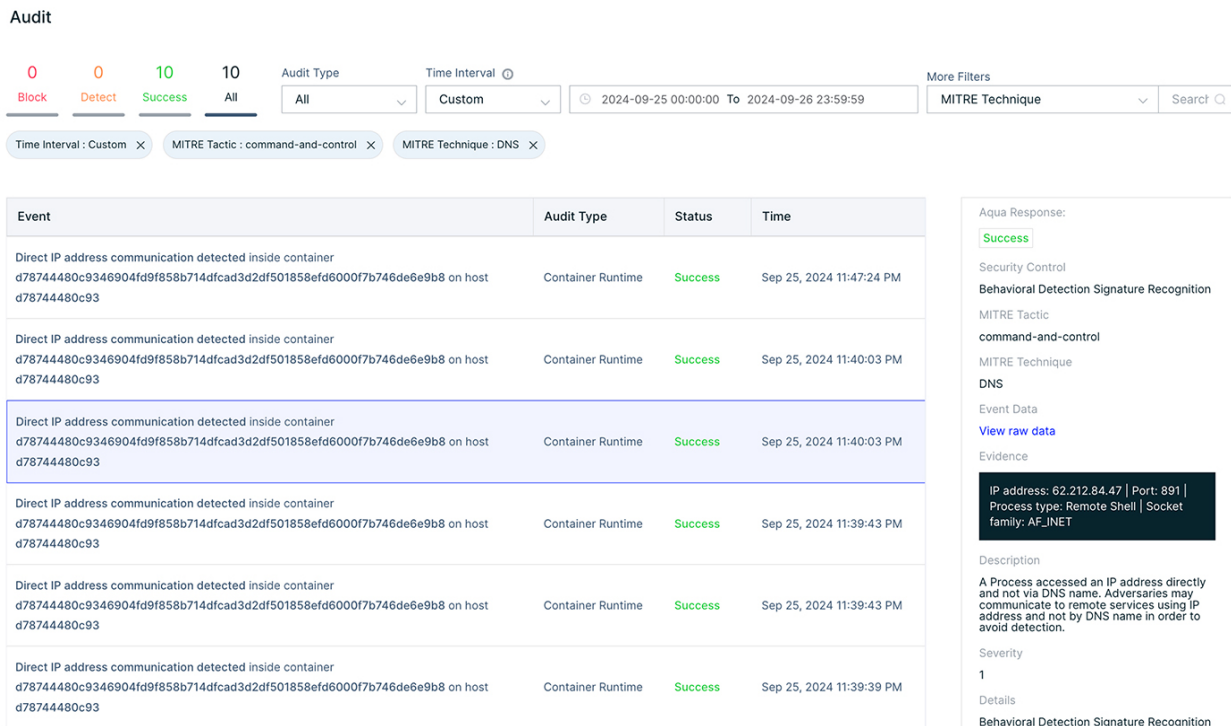 Audit
0
Block
0
Detect
10
Success
10
All
Audit Type
All
Time Interval
Custom
2024-09-25 00:00:00 To 2024-09-26 23:59:59
More Filters
MITRE Technique
Search
Time Interval : Custom ×
MITRE Tactic : command-and-control ×
MITRE Technique : DNS ×
Event
Audit Type
Status
Time
Direct IP address communication detected inside container
d78744480c9346904fd9f858b714dfcad3d2df501858efd6000f7b746de6e9b8 on host
d78744480c93
Container Runtime
Success
Sep 25, 2024 11:47:24 PM
Direct IP address communication detected inside container
d78744480c9346904fd9f858b714dfcad3d2df501858efd6000f7b746de6e9b8 on host
d78744480c93
Container Runtime
Success
Sep 25, 2024 11:40:03 PM
Direct IP address communication detected inside container
d78744480c9346904fd9f858b714dfcad3d2df501858efd6000f7b746de6e9b8 on host
d78744480c93
Container Runtime
Success
Sep 25, 2024 11:40:03 PM
Direct IP address communication detected inside container
d78744480c9346904fd9f858b714dfcad3d2df501858efd6000f7b746de6e9b8 on host
d78744480c93
Container Runtime
Success
Sep 25, 2024 11:39:43 PM
Direct IP address communication detected inside container
d78744480c9346904fd9f858b714dfcad3d2df501858efd6000f7b746de6e9b8 on host
d78744480c93
Container Runtime
Success
Sep 25, 2024 11:39:43 PM
Direct IP address communication detected inside container
d78744480c9346904fd9f858b714dfcad3d2df501858efd6000f7b746de6e9b8 on host
d78744480c93
Container Runtime
Success
Sep 25, 2024 11:39:39 PM
Aqua Response:
Success
Security Control
Behavioral Detection Signature Recognition
MITRE Tactic
command-and-control
MITRE Technique
DNS
Event Data
View raw data
Evidence
IP address: 62.212.84.47 | Port: 891 |
Process type: Remote Shell | Socket
family: AF_INET
Description
A Process accessed an IP address directly
and not via DNS name. Adversaries may
communicate to remote services using IP
address and not by DNS name in order to
avoid detection.
Severity
1
Details
Behavioral Detection Signature Recognition